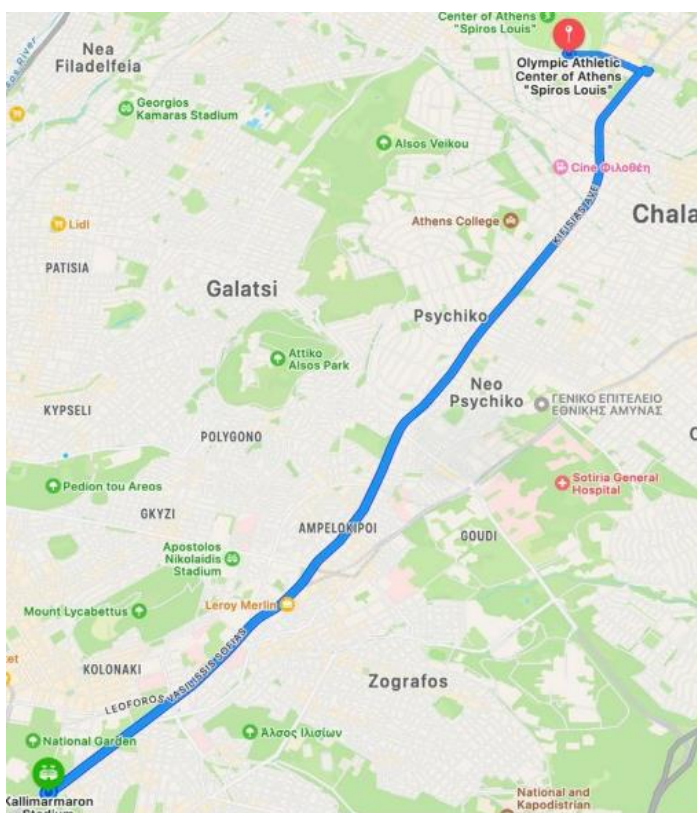 Center of Athens
"Spiros Louis"
Nea
Filadelfeia
Olympic Athletic
Center of Athens
"Spiros Louis"
Georgios
Kamaras Stadium
Alsos Veikou
Cine Φιλοθέη
KIFISIAS AVE
Athens College
Chala
Lidl
PATISIA
Galatsi
Psychiko
Attiko
Alsos Park
Neo
Psychiko
ΓΕΝΙΚΟ ΕΠΙΤΕΛΕΙΟ
ΕΘΝΙΚΗΣ ΑΜΥΝΑΣ
KYPSELI
POLYGONO
Sotiria General
Hospital
Pedion tou Areos
GKYZI
AMPELOKIPOI
GOUDI
Apostolos
Nikolaidis
Stadium
Leroy Merlin
Mount Lycabettus
KOLONAKI
LEOFOROS VASILISSIS SOFIAS
Zografos
National Garden
Άλσος Ιλισίων
Kallimarmaron
Stadium
National and
Kapodistrian